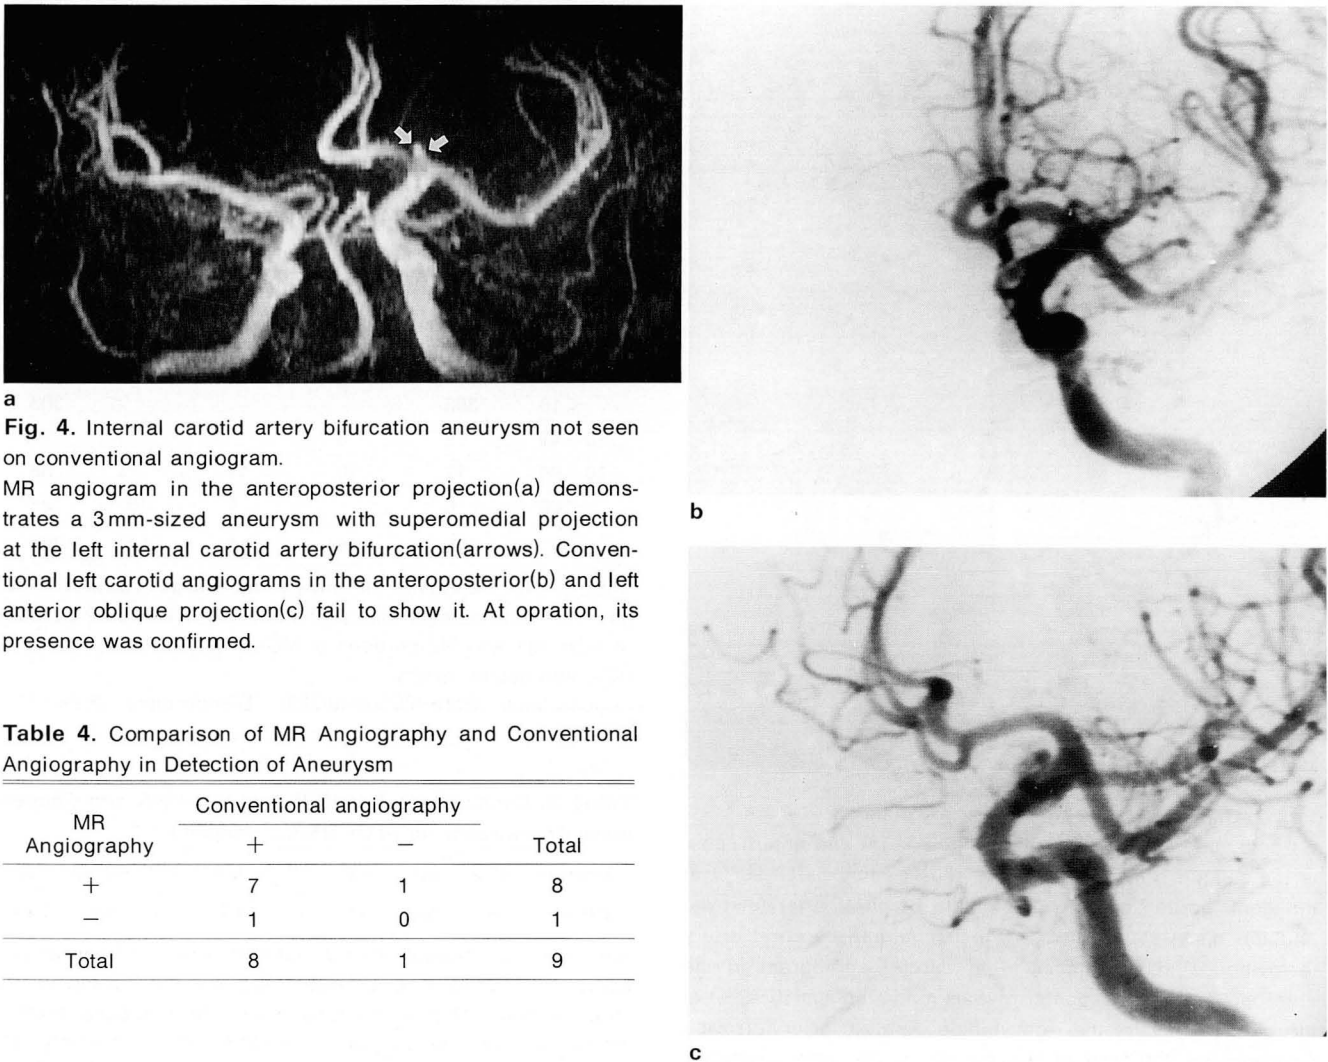 a
Fig. 4. Internal carotid artery bifurcation aneurysm not seen
on conventional angiogram.
MR angiogram in the anteroposterior projection(a) demons-
trates a 3mm-sized aneurysm with superomedial projection
at the left internal carotid artery bifurcation(arrows). Conven-
tional left carotid angiograms in the anteroposterior(b) and left
anterior oblique projection(c) fail to show it. At opration, its
presence was confirmed.
Table 4. Comparison of MR Angiography and Conventional
Angiography in Detection of Aneurysm
MR Angiography
Conventional angiography
+ − Total
+ 7 1 8
− 1 0 1
Total 8 1 9
b
c